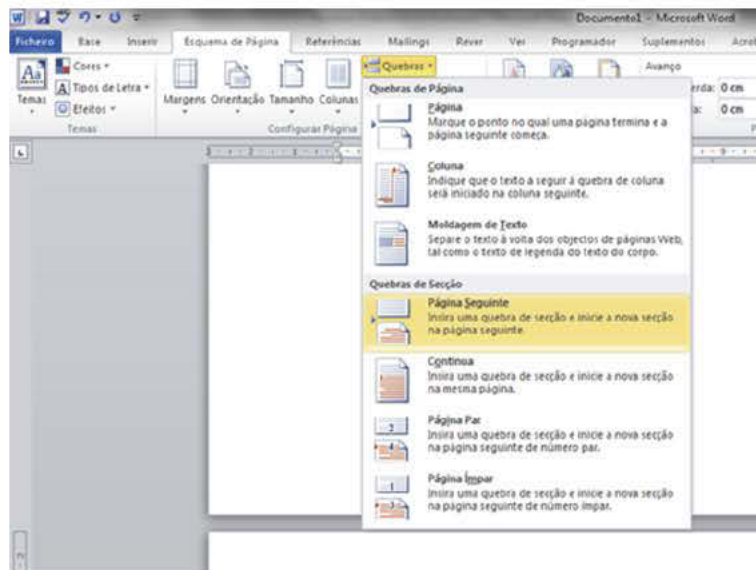 Documento1 - Microsoft Word
Ficheiro Base Inserir Esquema de Página Referências Mailings Rever Ver Programador Suplementos
Cores
Tipos de Letra
Efeitos
Temas
Margens Orientação Tamanho Colunas
Quebras
Avanço
0 cm
0 cm
Temas
Configurar Página
Quebras de Página
Página
Marque o ponto no qual uma página termina e a
página seguinte começa.
Coluna
Indique que o texto a seguir à quebra de coluna
será iniciado na coluna seguinte.
Moldagem de Texto
Separe o texto à volta dos objectos de páginas Web,
tal como o texto de legenda do texto do corpo.
Quebras de Secção
Página Seguinte
Insira uma quebra de secção e inicie a nova secção
na página seguinte.
Contínua
Insira uma quebra de secção e inicie a nova secção
na mesma página.
Página Par
Insira uma quebra de secção e inicie a nova secção
na página seguinte de número par.
Página Ímpar
Insira uma quebra de secção e inicie a nova secção
na página seguinte de número ímpar.